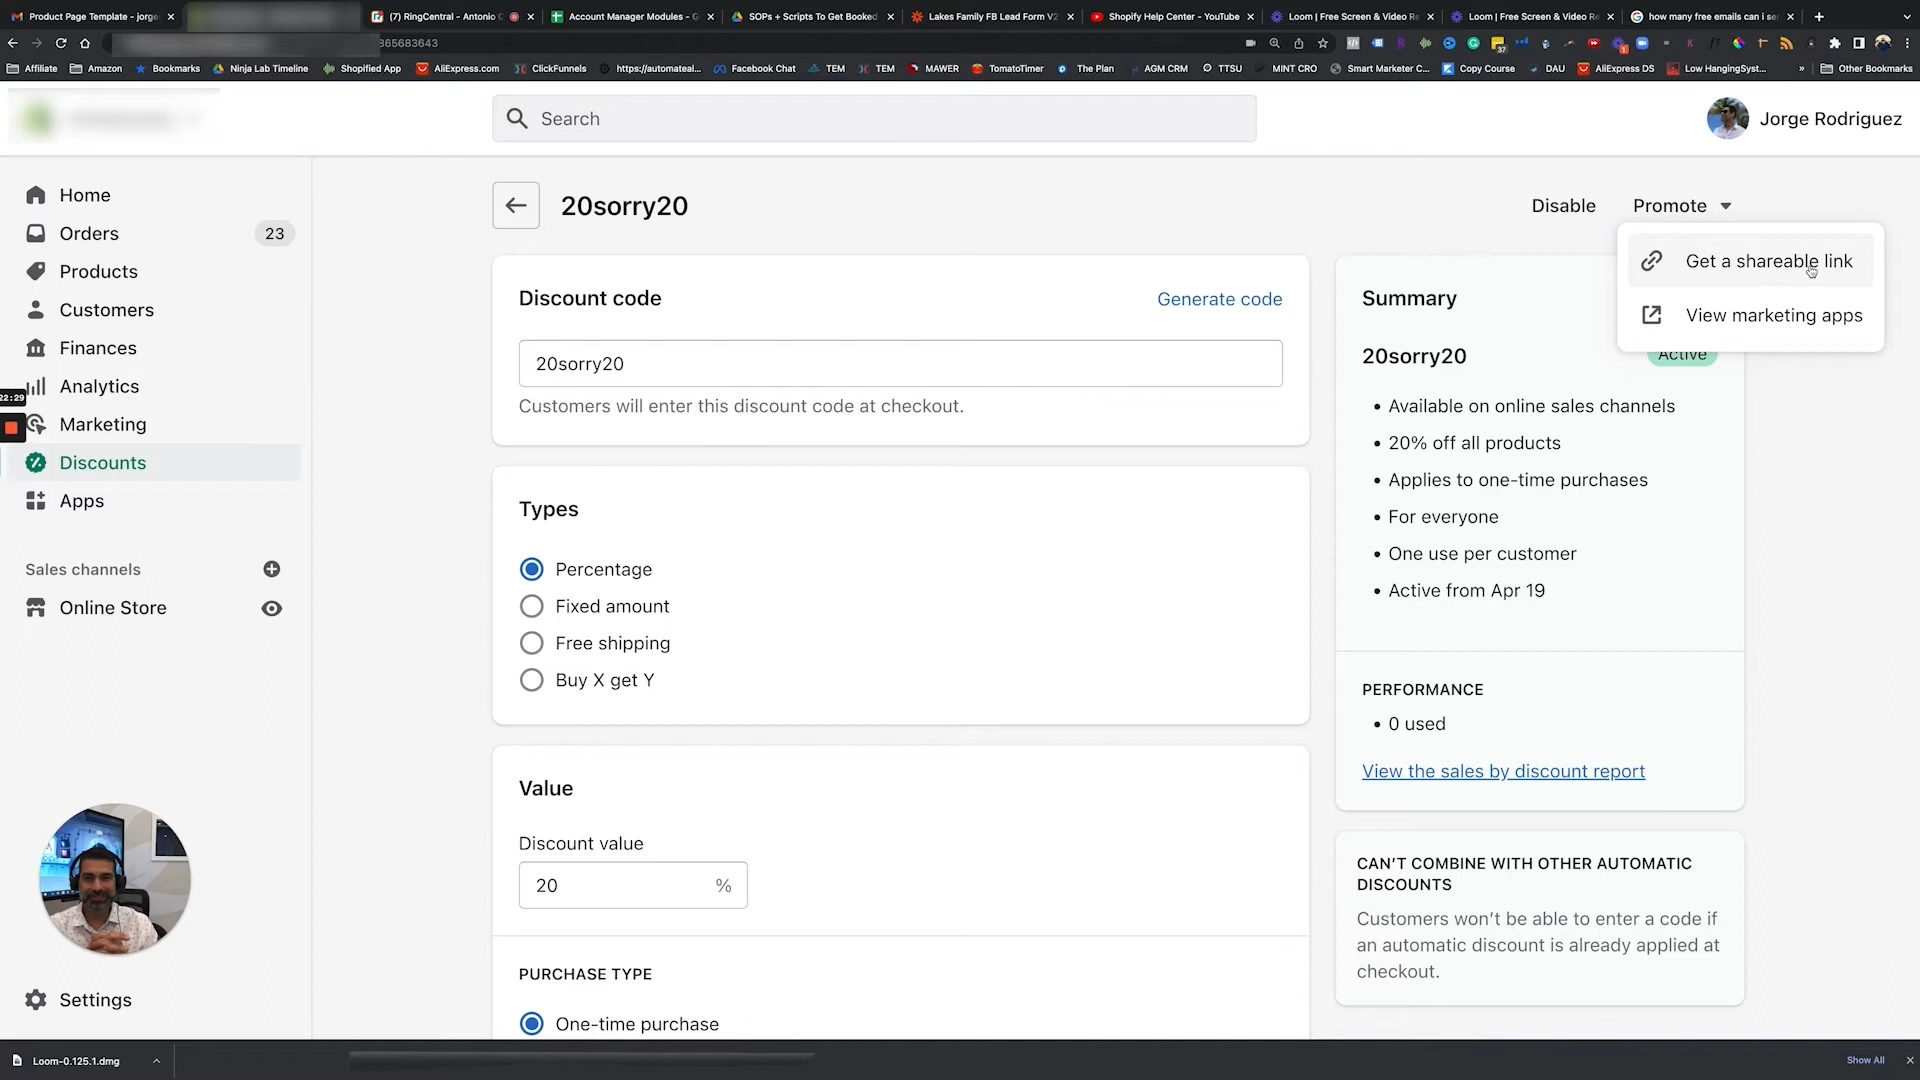 Product Page Template - jorge
(7) RingCentral - Antonio C
Account Manager Modules - G
SOPs + Scripts To Get Booked
Lakes Family FB Lead Form V2
Shopify Help Center - YouTube
Loom | Free Screen & Video Re
Loom | Free Screen & Video Re
how many free emails can i se
365683643
Affiliate
Amazon
Bookmarks
Ninja Lab Timeline
Shopified App
AliExpress.com
ClickFunnels
https://automateal...
Facebook Chat
TEM
TEM
MAWER
TomatoTimer
The Plan
AGM CRM
TTSU
MINT CRO
Smart Marketer C...
Copy Course
DAU
AliExpress DS
Low HangingSyst...
»
Other Bookmarks
Search
Jorge Rodriguez
Home
Orders 23
Products
Customers
Finances
Analytics
22:29
Marketing
Discounts
Apps
Sales channels
Online Store
Settings
20sorry20
Disable
Promote
Get a shareable link
View marketing apps
Discount code
Generate code
20sorry20
Customers will enter this discount code at checkout.
Types
Percentage
Fixed amount
Free shipping
Buy X get Y
Value
Discount value
20 %
PURCHASE TYPE
One-time purchase
Summary
20sorry20
Active
• Available on online sales channels
• 20% off all products
• Applies to one-time purchases
• For everyone
• One use per customer
• Active from Apr 19
PERFORMANCE
• 0 used
View the sales by discount report
CAN'T COMBINE WITH OTHER AUTOMATIC
DISCOUNTS
Customers won't be able to enter a code if
an automatic discount is already applied at
checkout.
Loom-0.125.1.dmg
Show All